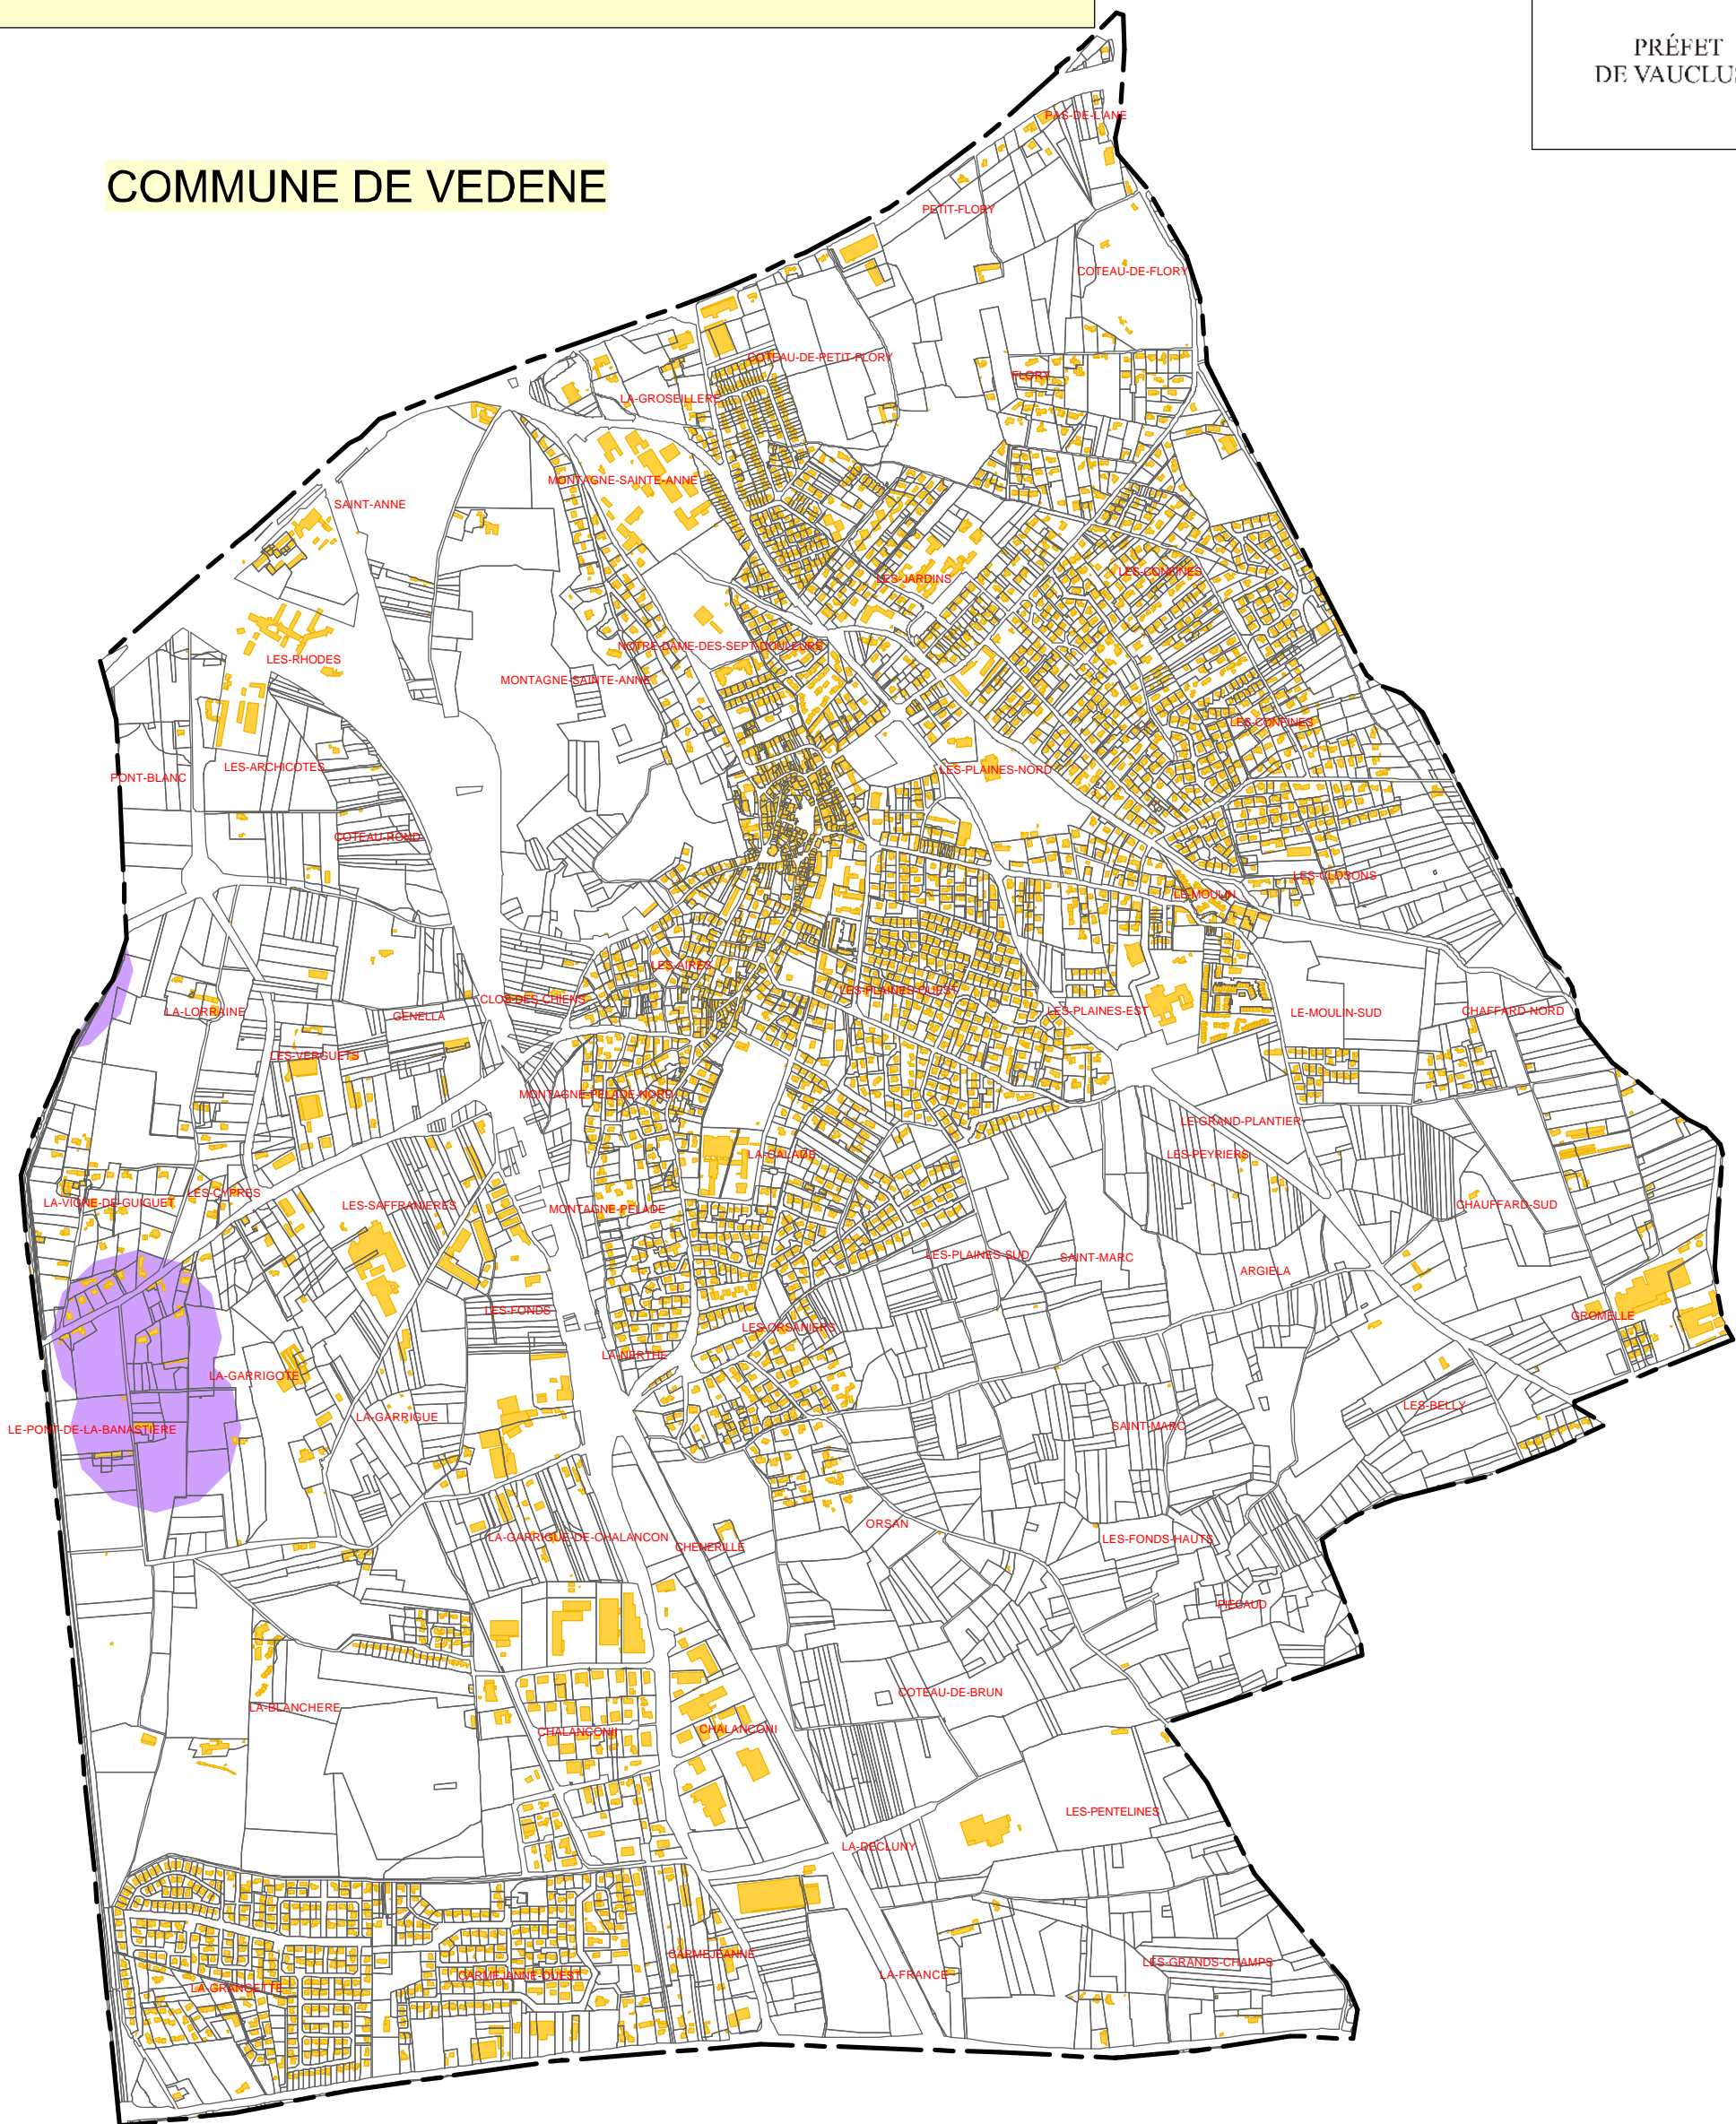 PRÉFET
DE VAUCLUS
COMMUNE DE VEDENE
PAS-DE-L'ANE
PETIT-FLORY
COTEAU-DE-FLORY
COTEAU-DE-PETIT-FLORY
FLORY
LA-GROSEILLERE
MONTAGNE-SAINTE-ANNE
SAINT-ANNE
LES-JARDINS
LES-CONFINES
NOTRE-DAME-DES-SEPT-DOULEURS
LES-RHODES
MONTAGNE-SAINTE-ANNE
LES-CONFINES
LES-PLAINES-NORD
LES-ARCHICOTES
PONT-BLANC
COTEAU-ROND
LES-CLOSONS
LE-MOULIN
LES-AIRES
LES-PLAINES-OUEST
CLOS-DES-CHIENS
LA-LORRAINE
GENELLA
LES-PLAINES-EST
LE-MOULIN-SUD
CHAFFARD-NORD
LES-VERGUETS
MONTAGNE-PELADE-NORD
LE-GRAND-PLANTIER
LA-CALADE
LES-PEYRIERS
LES-CYPRES
LA-VIGNE-DE-GUIGUET
LES-SAFFRANIERES
MONTAGNE-PELADE
CHAUFFARD-SUD
LES-PLAINES-SUD
SAINT-MARC
ARGIELA
LES-FONDS
GROMELLE
LES-ORSANIERS
LA-NERTHE
LA-GARRIGOTE
LES-BELLY
LA-GARRIGUE
SAINT-MARC
LE-PONT-DE-LA-BANASTIERE
ORSAN
LA-GARRIGUE-DE-CHALANCON
LES-FONDS-HAUTS
CHENERILLE
PIECAUD
COTEAU-DE-BRUN
LA-BLANCHERE
CHALANCONII
CHALANCONI
LES-PENTELINES
LA-DECLUNY
CARMEJEANNE
LES-GRANDS-CHAMPS
CARMEJANNE-OUEST
LA-FRANCE
LA-GRANGETTE